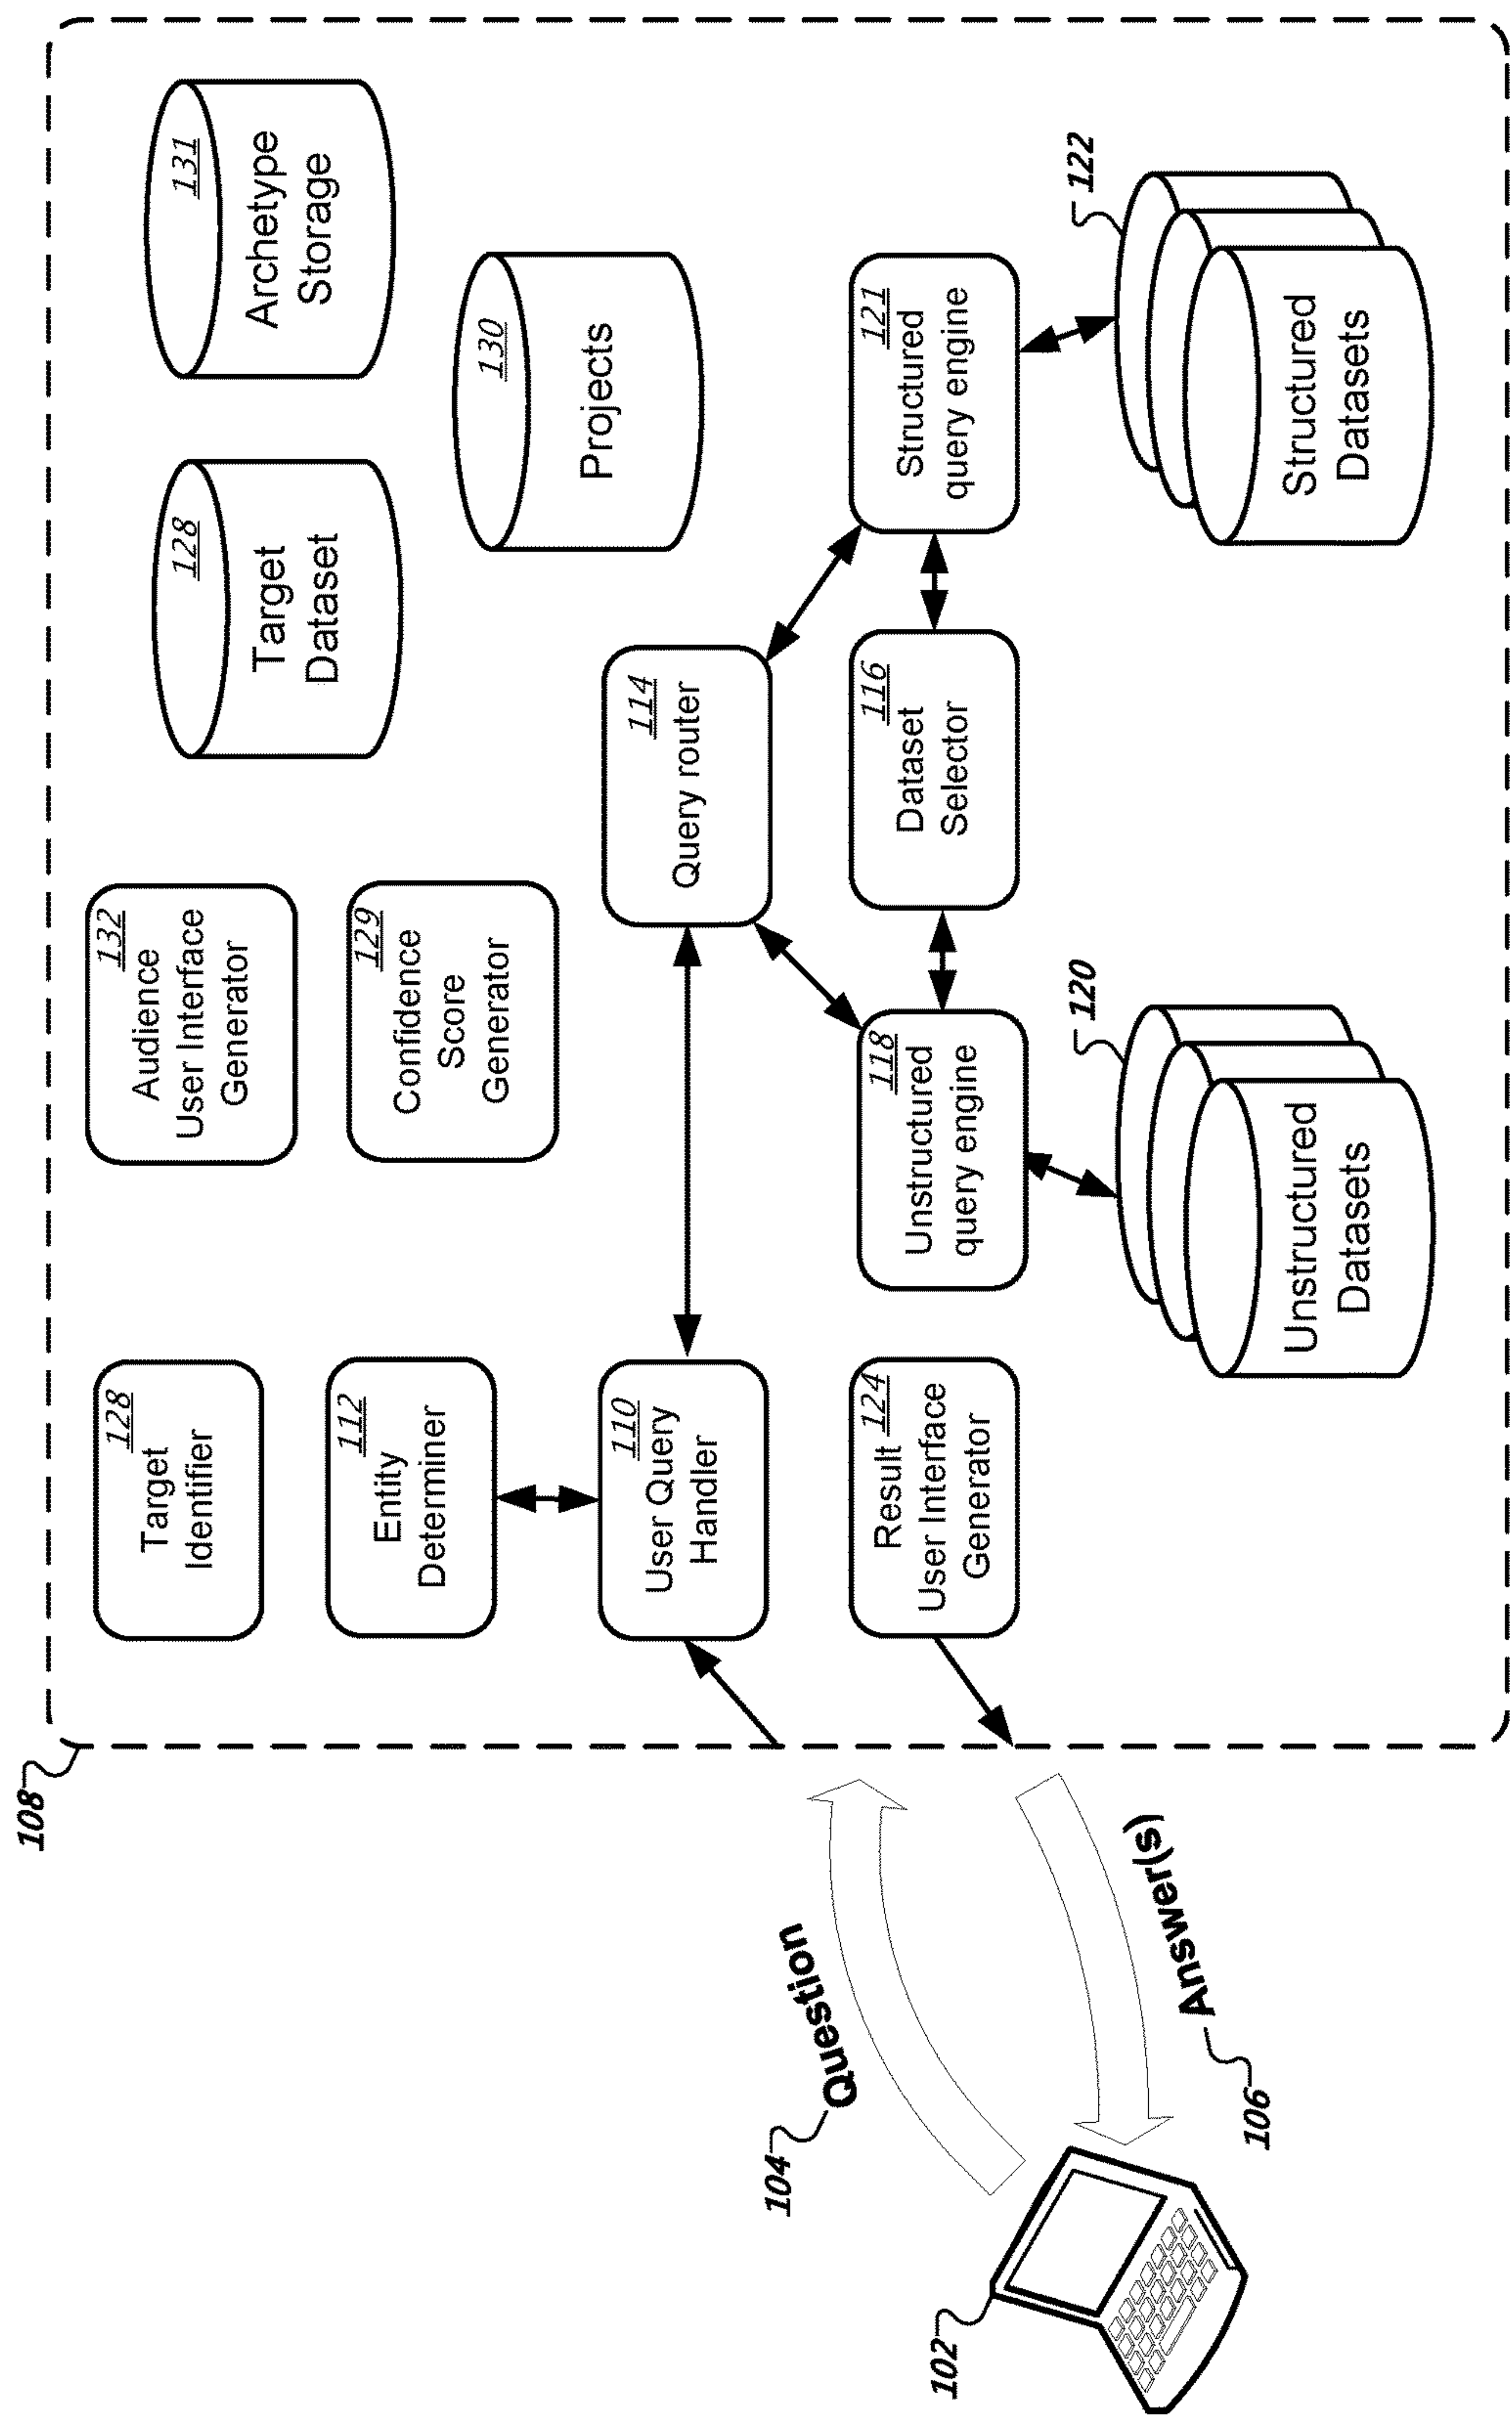 108
128
Target
Identifier
132
Audience
User Interface
Generator
128
Target
Dataset
131
Archetype
Storage
112
Entity
Determiner
129
Confidence
Score
Generator
130
Projects
110
User Query
Handler
114
Query router
104
Question
124
Result
User Interface
Generator
118
Unstructured
query engine
116
Dataset
Selector
121
Structured
query engine
102
Answer(s)
106
120
Unstructured
Datasets
122
Structured
Datasets